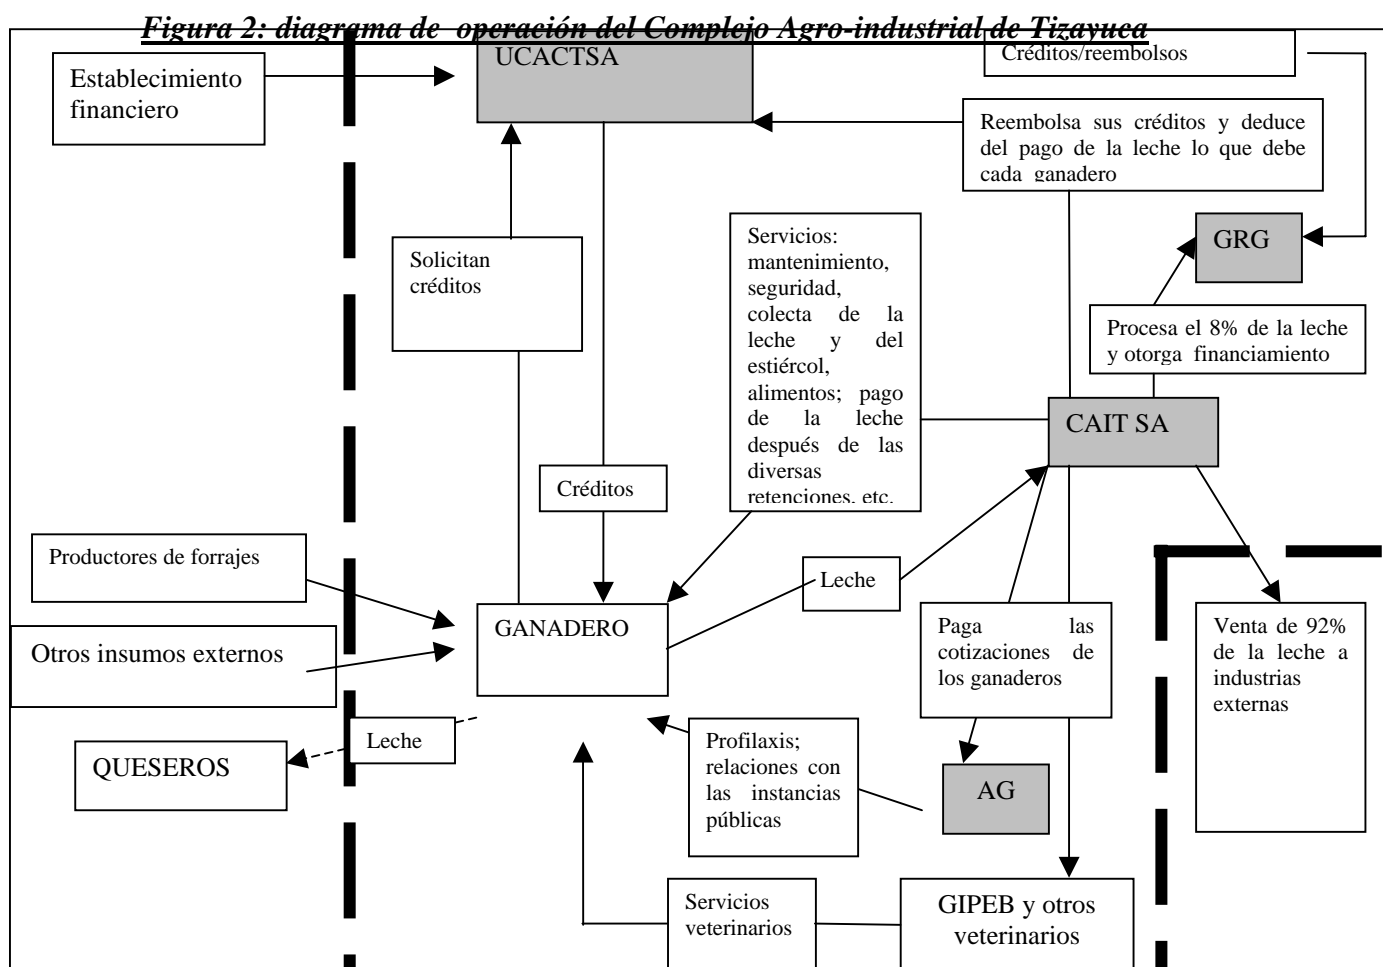 Figura 2: diagrama de operación del Complejo Agro-industrial de Tizayuca
UCACTSA
Créditos/reembolsos
Establecimiento
financiero
Reembolsa sus créditos y deduce
del pago de la leche lo que debe
cada ganadero
Solicitan
créditos
Servicios:
mantenimiento,
seguridad,
colecta de la
leche y del
estiércol,
alimentos; pago
de la leche
después de las
diversas
retenciones, etc.
GRG
Procesa el 8% de la leche
y otorga financiamiento
CAIT SA
Créditos
Productores de forrajes
Leche
Otros insumos externos
GANADERO
Paga las
cotizaciones de
los ganaderos
Venta de 92%
de la leche a
industrias
externas
Leche
QUESEROS
Profilaxis;
relaciones con
las instancias
públicas
AG
Servicios
veterinarios
GIPEB y otros
veterinarios